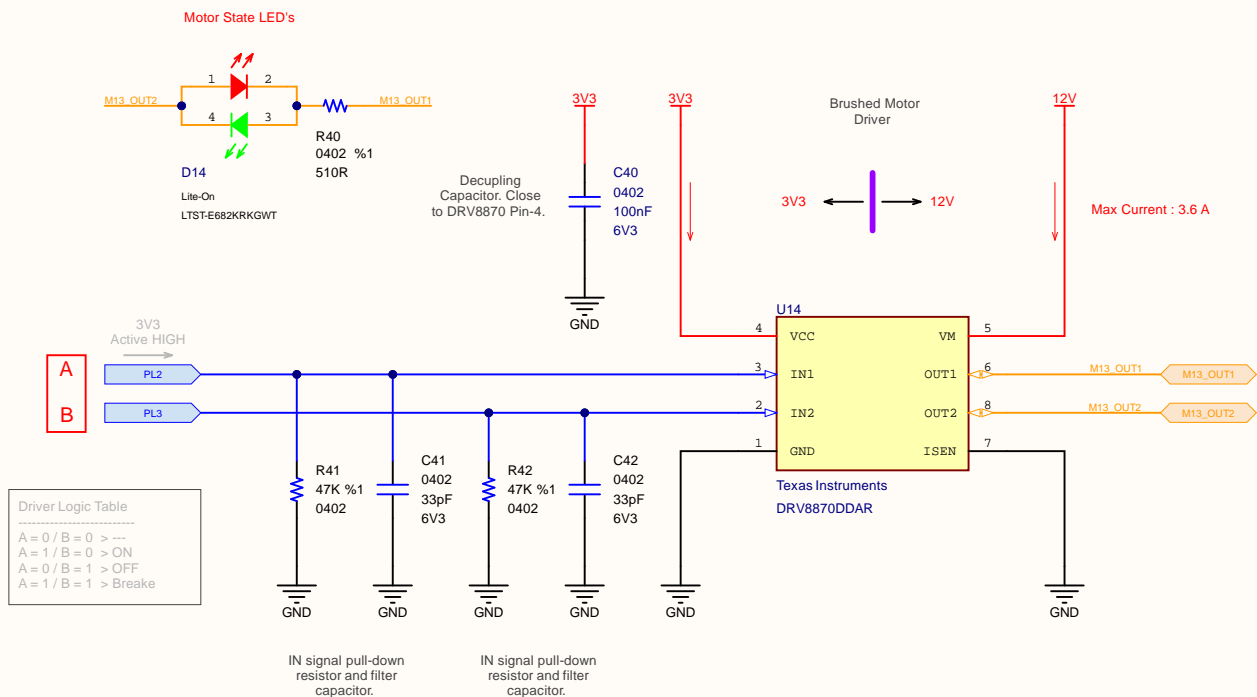 Motor State LED's
1
2
M13_OUT2
M13_OUT1
4
3
R40
0402 %1
510R
D14
Lite-On
LTST-E682KRKGWT
3V3
Decupling
Capacitor. Close
to DRV8870 Pin-4.
C40
0402
100nF
6V3
GND
3V3
12V
Brushed Motor
Driver
3V3
12V
Max Current : 3.6 A
U14
4
VCC
VM
5
3
IN1
OUT1
6
2
IN2
OUT2
8
1
GND
ISEN
7
Texas Instruments
DRV8870DDAR
M13_OUT1
M13_OUT1
M13_OUT2
M13_OUT2
3V3
Active HIGH
A
B
PL2
PL3
R41
47K %1
0402
C41
0402
33pF
6V3
R42
47K %1
0402
C42
0402
33pF
6V3
GND
GND
GND
GND
GND
GND
Driver Logic Table
--------------------------
A = 0 / B = 0 > ---
A = 1 / B = 0 > ON
A = 0 / B = 1 > OFF
A = 1 / B = 1 > Breake
IN signal pull-down
resistor and filter
capacitor.
IN signal pull-down
resistor and filter
capacitor.